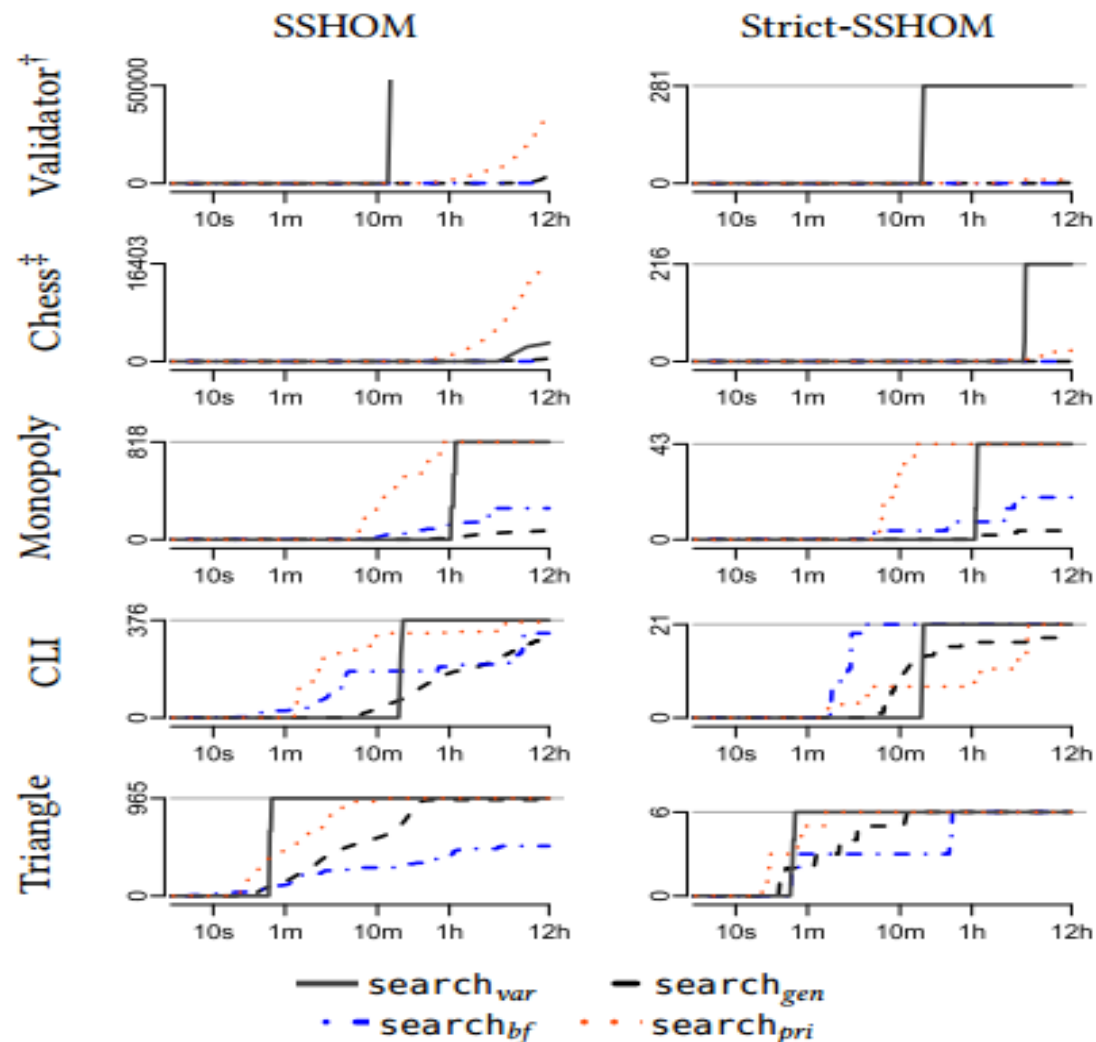 SSHOM Strict-SSHOM
Validator†
50000
0
10s 1m 10m 1h 12h
281
0
10s 1m 10m 1h 12h
Chess‡
16403
0
10s 1m 10m 1h 12h
216
0
10s 1m 10m 1h 12h
Monopoly
818
0
10s 1m 10m 1h 12h
43
0
10s 1m 10m 1h 12h
CLI
376
0
10s 1m 10m 1h 12h
21
0
10s 1m 10m 1h 12h
Triangle
965
0
10s 1m 10m 1h 12h
6
0
10s 1m 10m 1h 12h
searchvar searchgen
searchbf searchpri